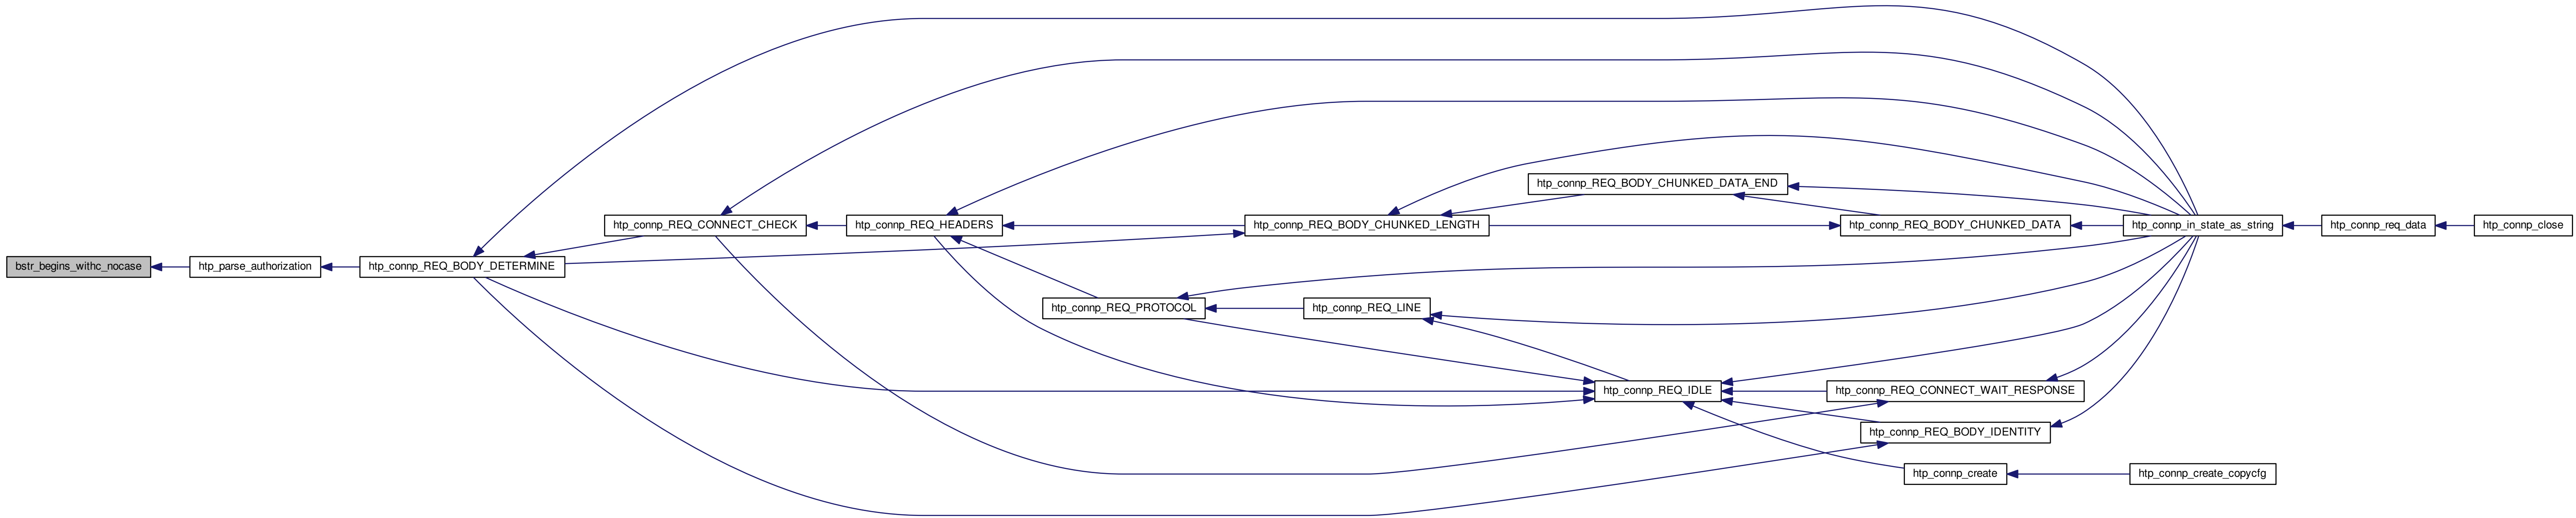 bstr_begins_withc_nocase
htp_parse_authorization
htp_connp_REQ_BODY_DETERMINE
htp_connp_REQ_CONNECT_CHECK
htp_connp_REQ_HEADERS
htp_connp_REQ_PROTOCOL
htp_connp_REQ_BODY_CHUNKED_LENGTH
htp_connp_REQ_LINE
htp_connp_REQ_BODY_CHUNKED_DATA_END
htp_connp_REQ_IDLE
htp_connp_REQ_BODY_CHUNKED_DATA
htp_connp_REQ_CONNECT_WAIT_RESPONSE
htp_connp_REQ_BODY_IDENTITY
htp_connp_create
htp_connp_in_state_as_string
htp_connp_create_copycfg
htp_connp_req_data
htp_connp_close